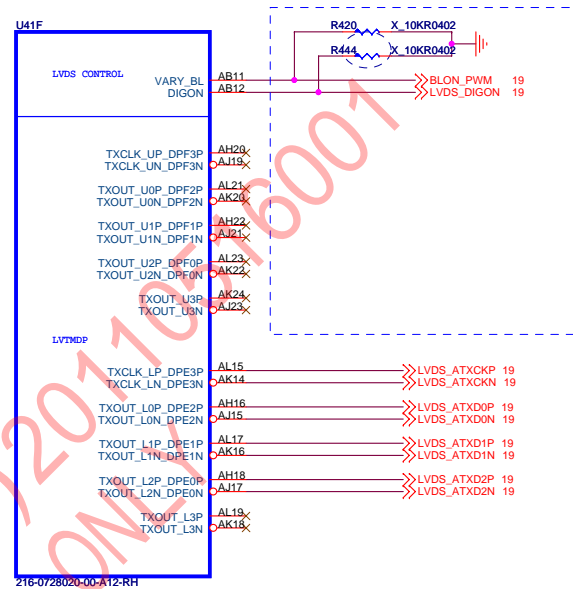 U41F
R420 X_10KR0402
R444 X_10KR0402
LVDS CONTROL
VARY_BL AB11 BLON_PWM 19
DIGON AB12 LVDS_DIGON 19
TXCLK_UP_DPF3P AH20
TXCLK_UN_DPF3N AJ19
TXOUT_U0P_DPF2P AL21
TXOUT_U0N_DPF2N AK20
TXOUT_U1P_DPF1P AH22
TXOUT_U1N_DPF1N AJ21
TXOUT_U2P_DPF0P AL23
TXOUT_U2N_DPF0N AK22
TXOUT_U3P AK24
TXOUT_U3N AJ23
LVTMDP
TXCLK_LP_DPE3P AL15 LVDS_ATXCKP 19
TXCLK_LN_DPE3N AK14 LVDS_ATXCKN 19
TXOUT_L0P_DPE2P AH16 LVDS_ATXD0P 19
TXOUT_L0N_DPE2N AJ15 LVDS_ATXD0N 19
TXOUT_L1P_DPE1P AL17 LVDS_ATXD1P 19
TXOUT_L1N_DPE1N AK16 LVDS_ATXD1N 19
TXOUT_L2P_DPE0P AH18 LVDS_ATXD2P 19
TXOUT_L2N_DPE0N AJ17 LVDS_ATXD2N 19
TXOUT_L3P AL19
TXOUT_L3N AK18
216-0728020-00-A12-RH
)20110516001
ONLY